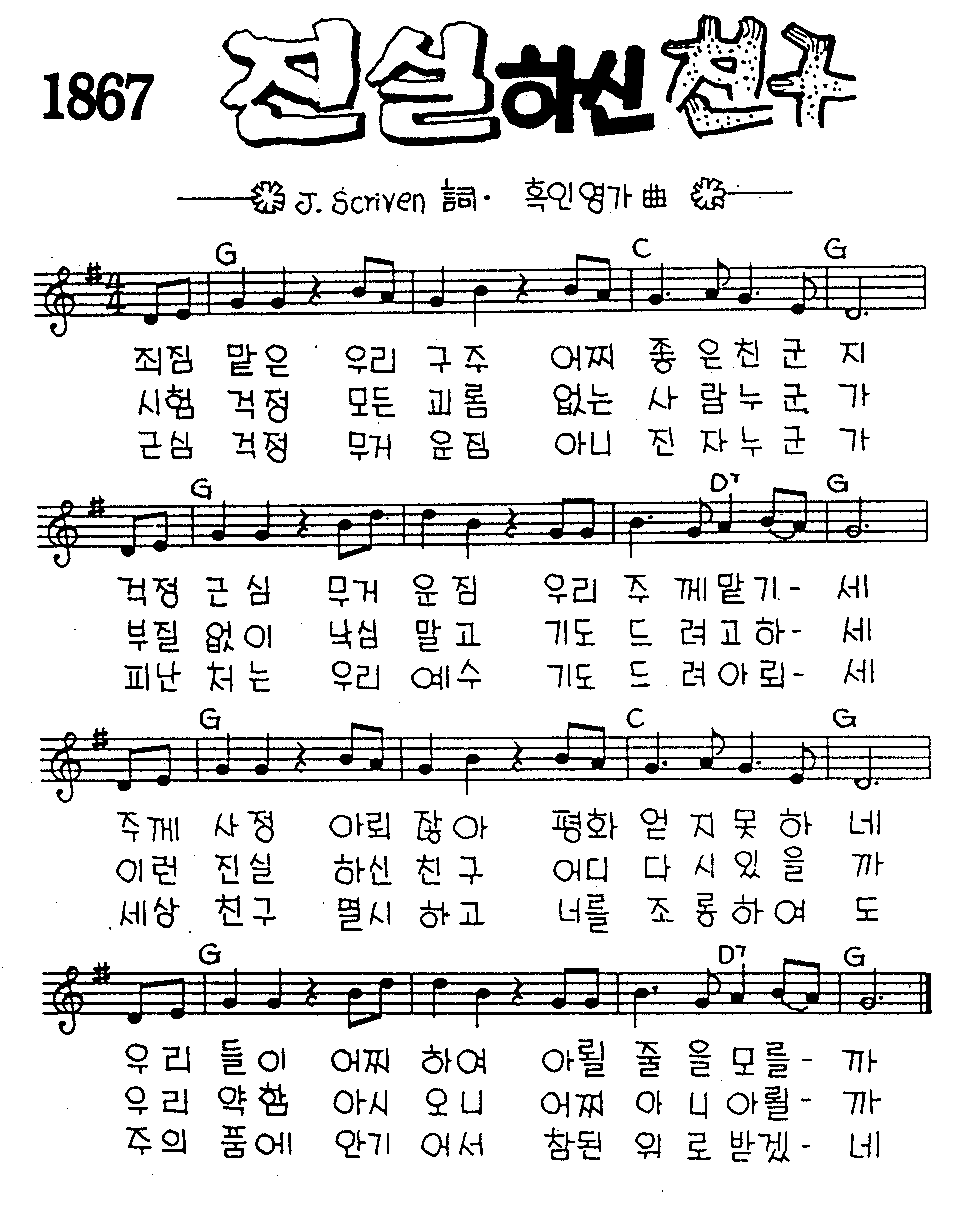 1867
진실하신 친구
J. Scriven 詞· 흑인영가 曲
G C G
죄짐 맡은 우리 구주 어찌 좋은친군지
시험 걱정 모든 괴롬 없는 사람누군가
근심 걱정 무거운짐 아니 진자누군가
G D7 G
걱정근심 무거운짐 우리 주께맡기-세
부질없이 낙심말고 기도드려고하-세
피난처는 우리예수 기도드려아뢰-세
G C G
주께 사정 아뢰잖아 평화 얻지못하네
이런 진실 하신친구 어디 다시있을까
세상 친구 멸시하고 너를 조롱하여도
G D7 G
우리 들이 어찌하여 아뢸 줄을모를-까
우리 약함 아시오니 어찌 아니아뢸-까
주의 품에 안기어서 참된 위로받겠-네